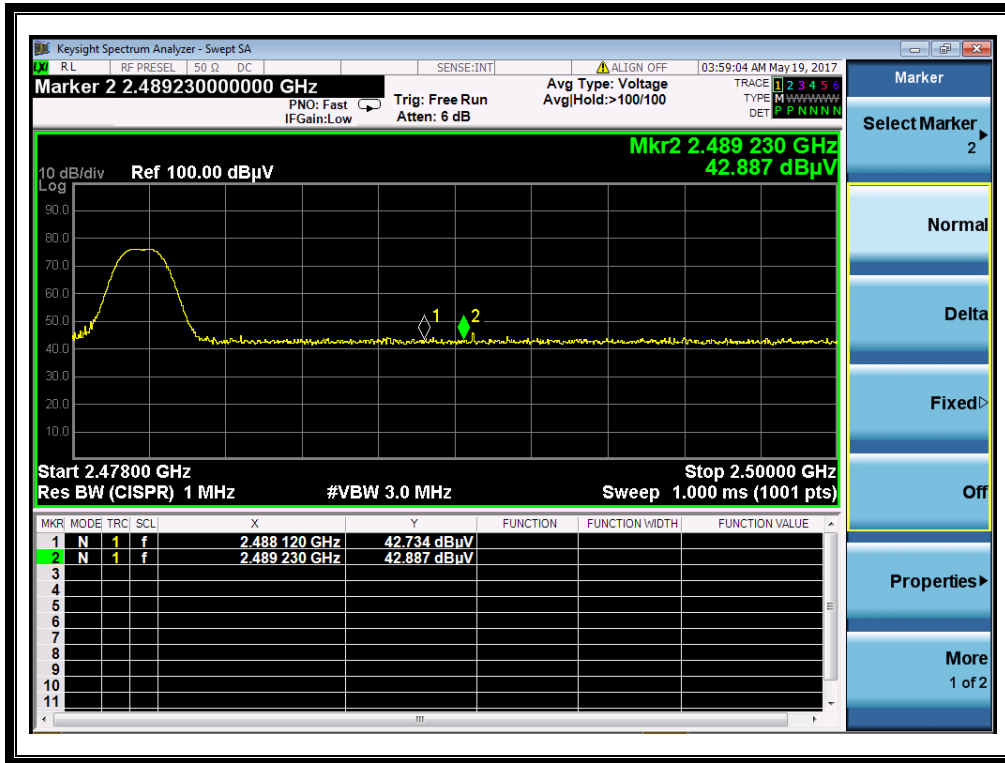 Keysight Spectrum Analyzer - Swept SA
LXI RL RF PRESEL 50 Ω DC SENSE:INT ALIGN OFF 03:59:04 AM May 19, 2017
Marker 2 2.489230000000 GHz
PNO: Fast
IFGain:Low
Trig: Free Run
Atten: 6 dB
Avg Type: Voltage
Avg|Hold:>100/100
TRACE 1 2 3 4 5 6
TYPE M WWWWW
DET P P N N N N
Mkr2 2.489 230 GHz
42.887 dBµV
10 dB/div Ref 100.00 dBµV
Log
90.0
80.0
70.0
60.0
50.0
40.0
30.0
20.0
10.0
1
2
Start 2.47800 GHz Stop 2.50000 GHz
Res BW (CISPR) 1 MHz #VBW 3.0 MHz Sweep 1.000 ms (1001 pts)
MKR MODE TRC SCL X Y FUNCTION FUNCTION WIDTH FUNCTION VALUE
1 N 1 f 2.488 120 GHz 42.734 dBµV
2 N 1 f 2.489 230 GHz 42.887 dBµV
3
4
5
6
7
8
9
10
11
Marker
Select Marker
2
Normal
Delta
Fixed
Off
Properties
More
1 of 2